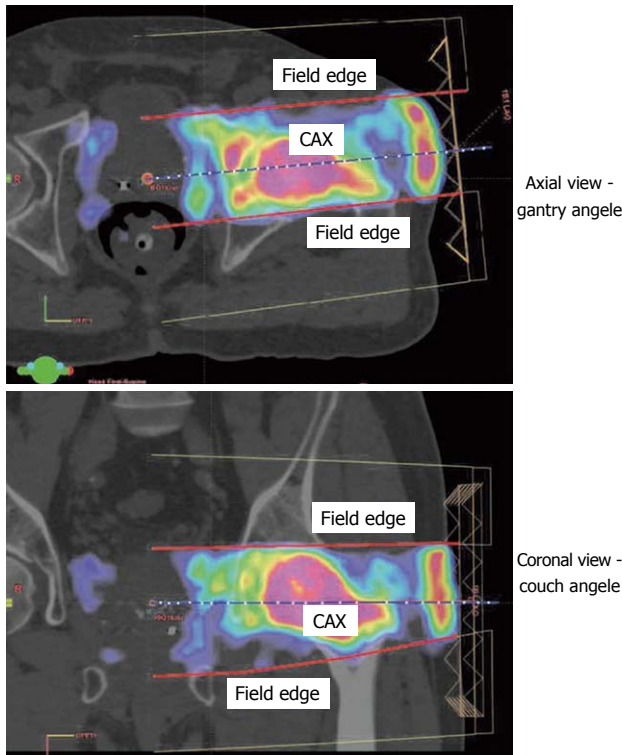 Field edge
CAX
Field edge
Axial view -
gantry angele
R
R
Field edge
CAX
Field edge
Coronal view -
couch angele